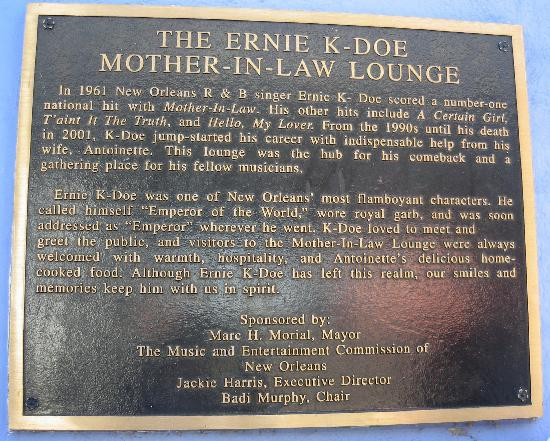 THE ERNIE K-DOE
MOTHER-IN-LAW LOUNGE
In 1961 New Orleans R & B singer Ernie K- Doe scored a number-one
national hit with Mother-In-Law. His other hits include A Certain Girl,
T'aint It The Truth, and Hello, My Lover. From the 1990s until his death
in 2001, K-Doe jump-started his career with indispensable help from his
wife, Antoinette. This lounge was the hub for his comeback and a
gathering place for his fellow musicians.
Ernie K-Doe was one of New Orleans' most flamboyant characters. He
called himself "Emperor of the World," wore royal garb, and was soon
addressed as "Emperor" wherever he went. K-Doe loved to meet and
greet the public, and visitors to the Mother-In-Law Lounge were always
welcomed with warmth, hospitality, and Antoinette's delicious home-
cooked food. Although Ernie K-Doe has left this realm, our smiles and
memories keep him with us in spirit.
Sponsored by:
Marc H. Morial, Mayor
The Music and Entertainment Commission of
New Orleans
Jackie Harris, Executive Director
Badi Murphy, Chair